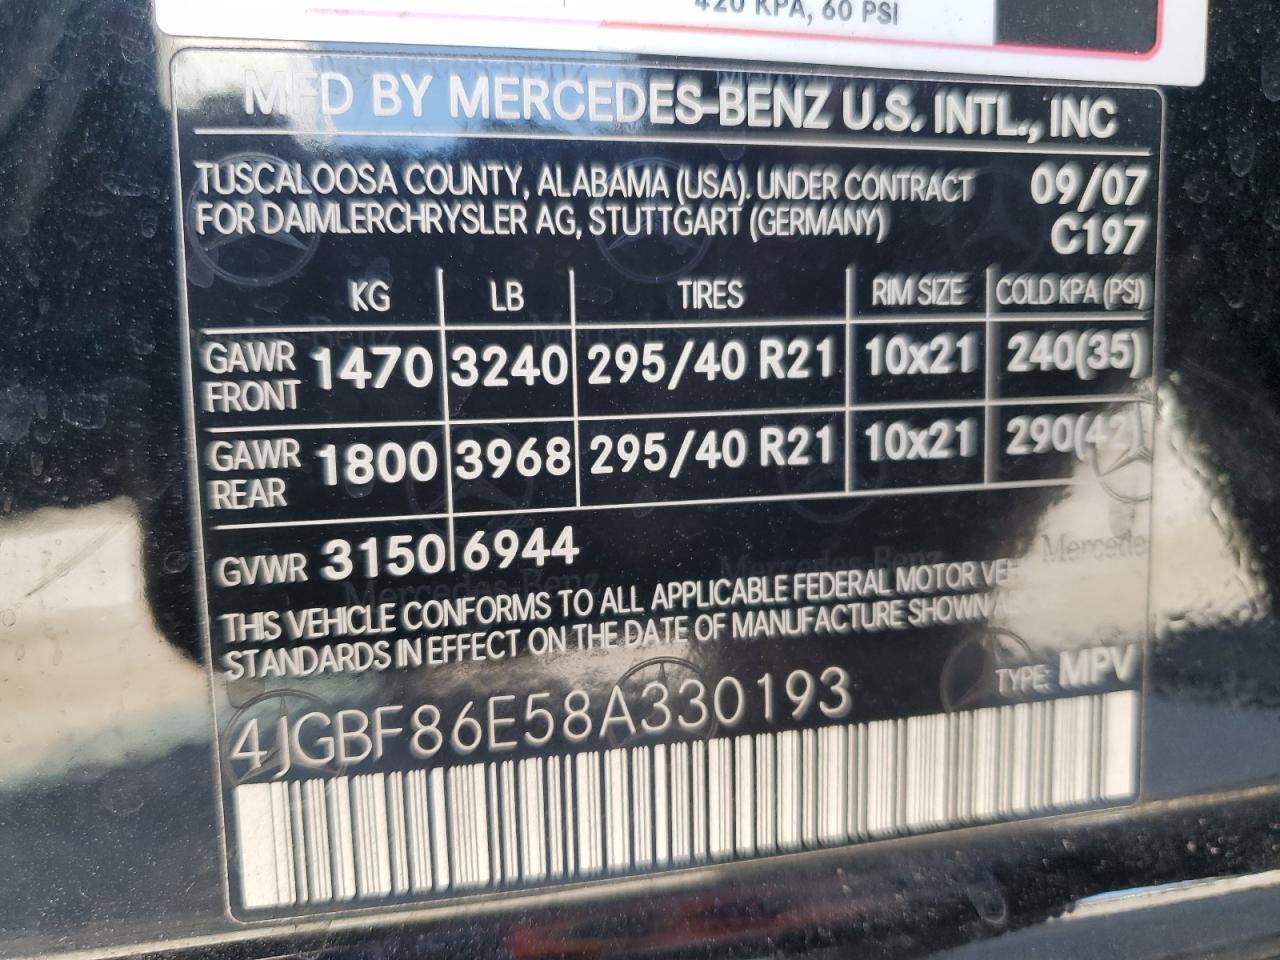 420 KPA, 60 PSI
MFD BY MERCEDES-BENZ U.S. INTL., INC
TUSCALOOSA COUNTY, ALABAMA (USA). UNDER CONTRACT 09/07
FOR DAIMLERCHRYSLER AG, STUTTGART (GERMANY) C197
KG LB TIRES RIM SIZE COLD KPA (PSI)
GAWR FRONT 1470 3240 295/40 R21 10x21 240(35)
GAWR REAR 1800 3968 295/40 R21 10x21 290(42)
GVWR 3150 6944
THIS VEHICLE CONFORMS TO ALL APPLICABLE FEDERAL MOTOR
STANDARDS IN EFFECT ON THE DATE OF MANUFACTURE SHOWN
TYPE: MPV
4JGBF86E58A330193